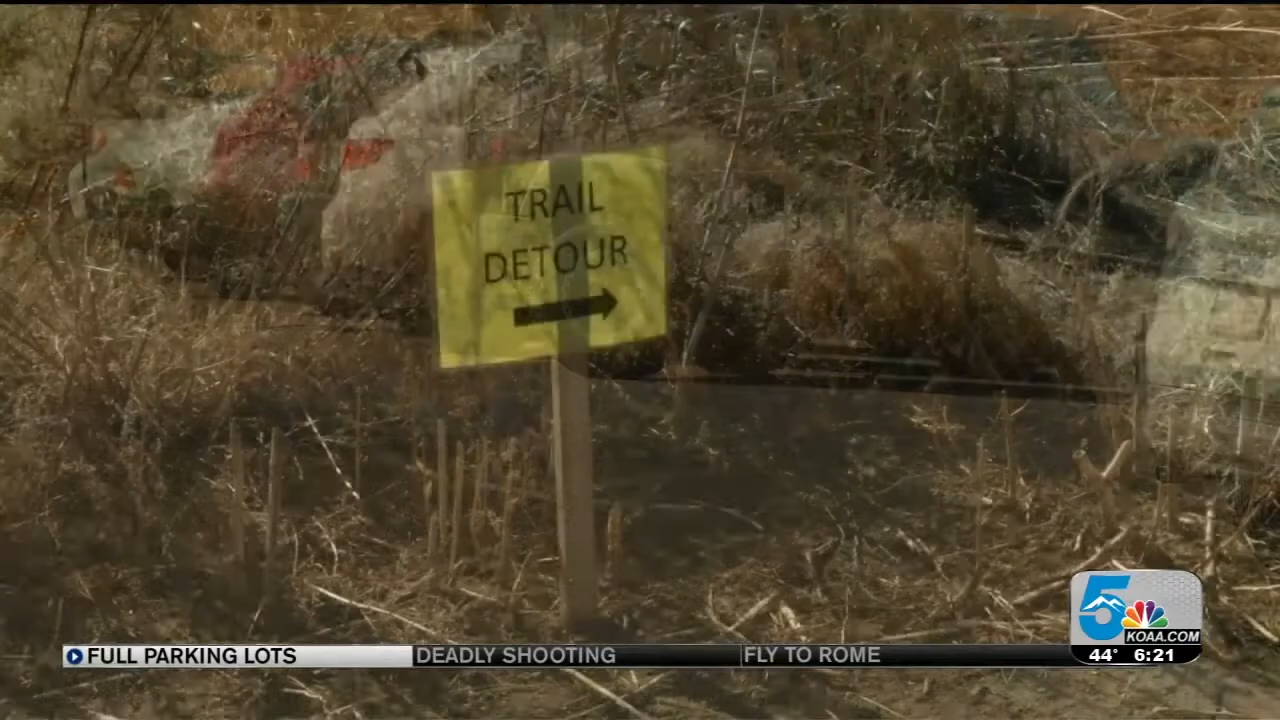 TRAIL
DETOUR
5
KOAA.COM
FULL PARKING LOTS DEADLY SHOOTING FLY TO ROME
44° 6:21